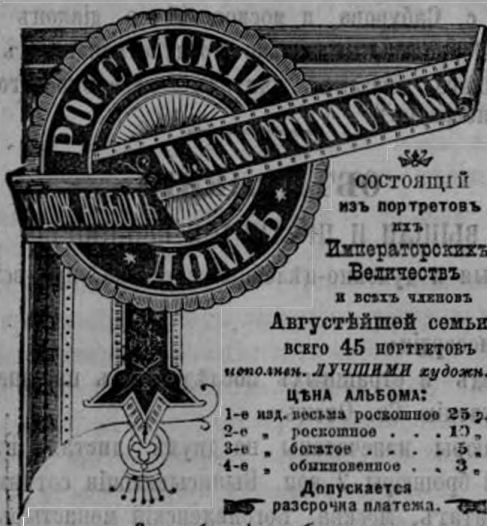 РОССІЙСКІЙ
ИМПЕРАТОРСКІЙ
ХУДОЖ. АЛЬБОМЪ
ДОМЪ
состоящій
изъ портретовъ
ихъ
Императорскихъ
Величествъ
и всѣхъ членовъ
Августѣйшей семьи
всего 45 портретовъ
исполнен. ЛУЧШИМИ художн.
ЦѢНА АЛЬБОМА:
1-е изд. весьма роскошное 25 р.
2-е „ роскошное . . „
3-е „ богатое . . 5 „
4-е „ обыкновенное . . 3 „
Допускается
разсрочка платежа.